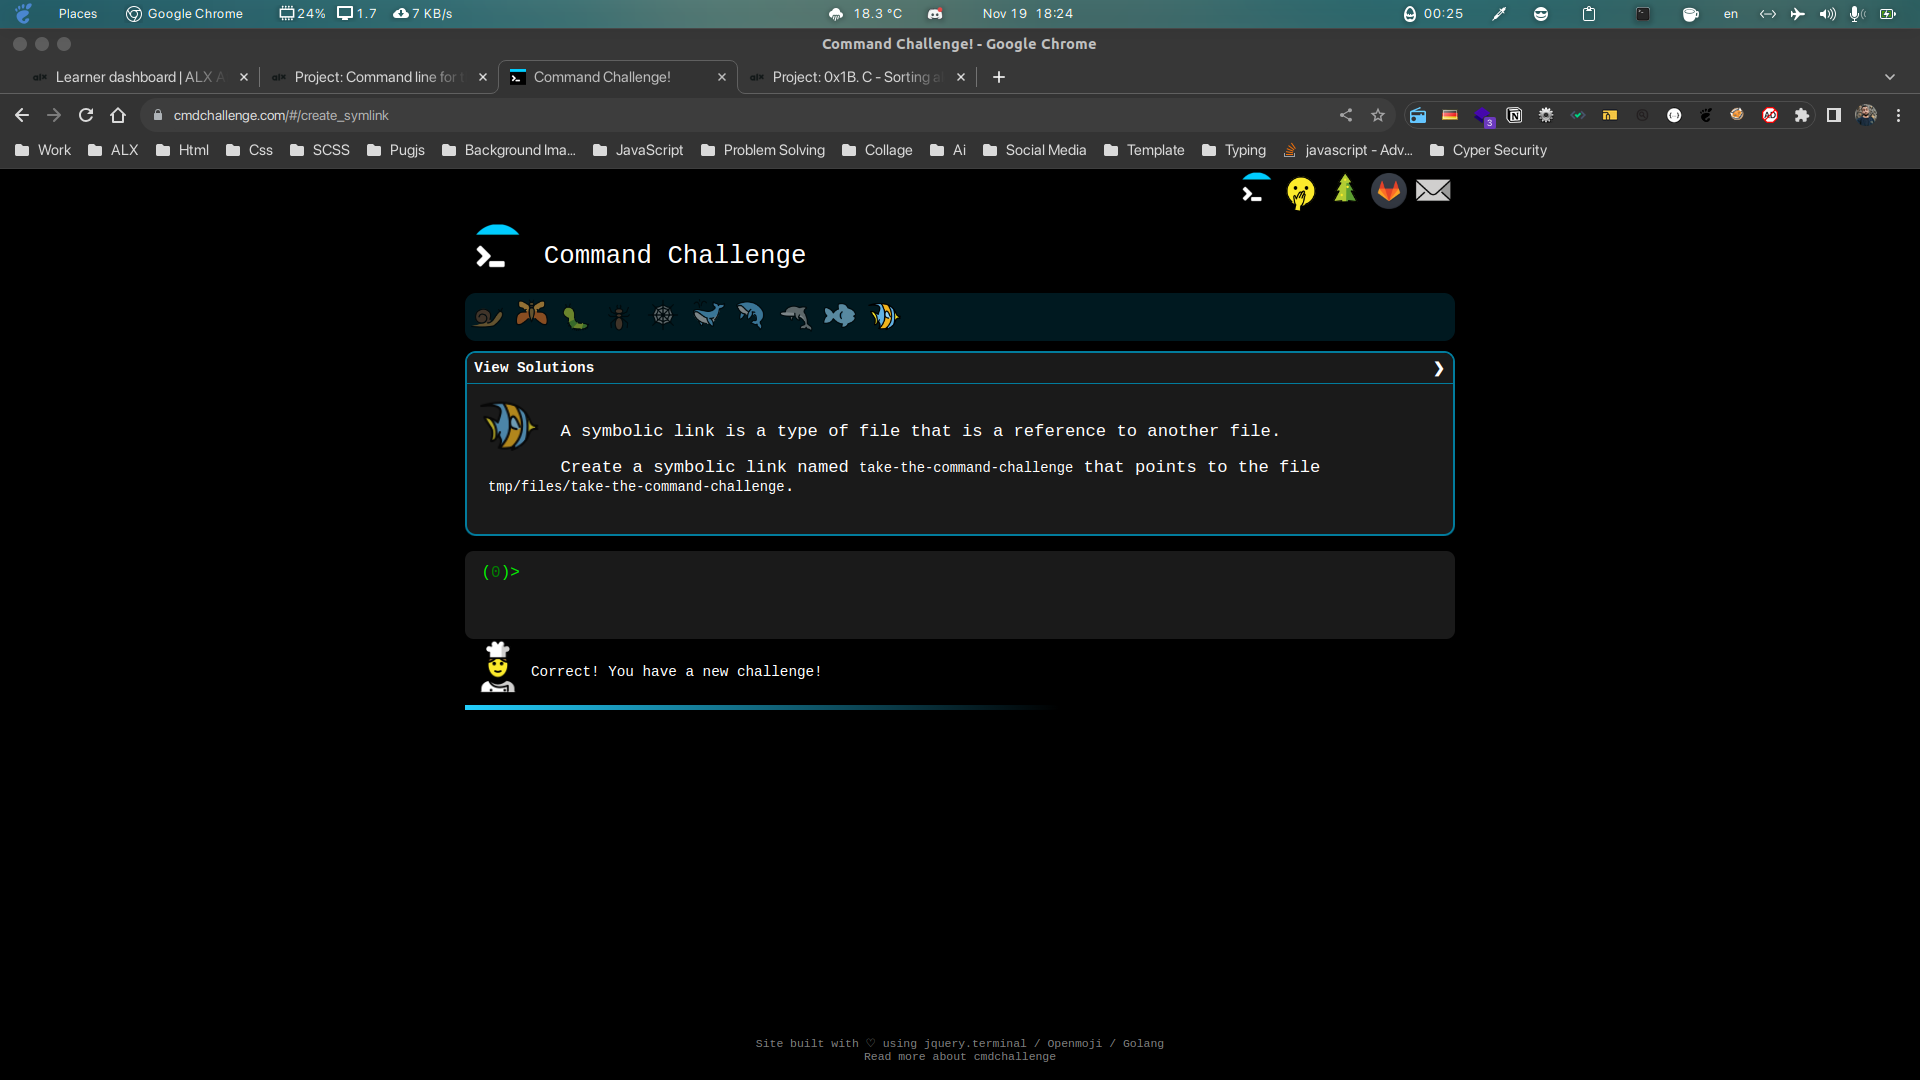 Places Google Chrome 24% 1.7 7 KB/s 18.3 °C Nov 19 18:24 00:25 en
Command Challenge! - Google Chrome
Learner dashboard | ALX A Project: Command line for t Command Challenge! Project: 0x1B. C - Sorting al
cmdchallenge.com/#/create_symlink 3
Work ALX Html Css SCSS Pugjs Background Ima... JavaScript Problem Solving Collage Ai Social Media Template Typing javascript - Adv... Cyper Security
Command Challenge
View Solutions
A symbolic link is a type of file that is a reference to another file.
Create a symbolic link named take-the-command-challenge that points to the file
tmp/files/take-the-command-challenge.
(0)>
Correct! You have a new challenge!
Site built with ♡ using jquery.terminal / Openmoji / Golang
Read more about cmdchallenge